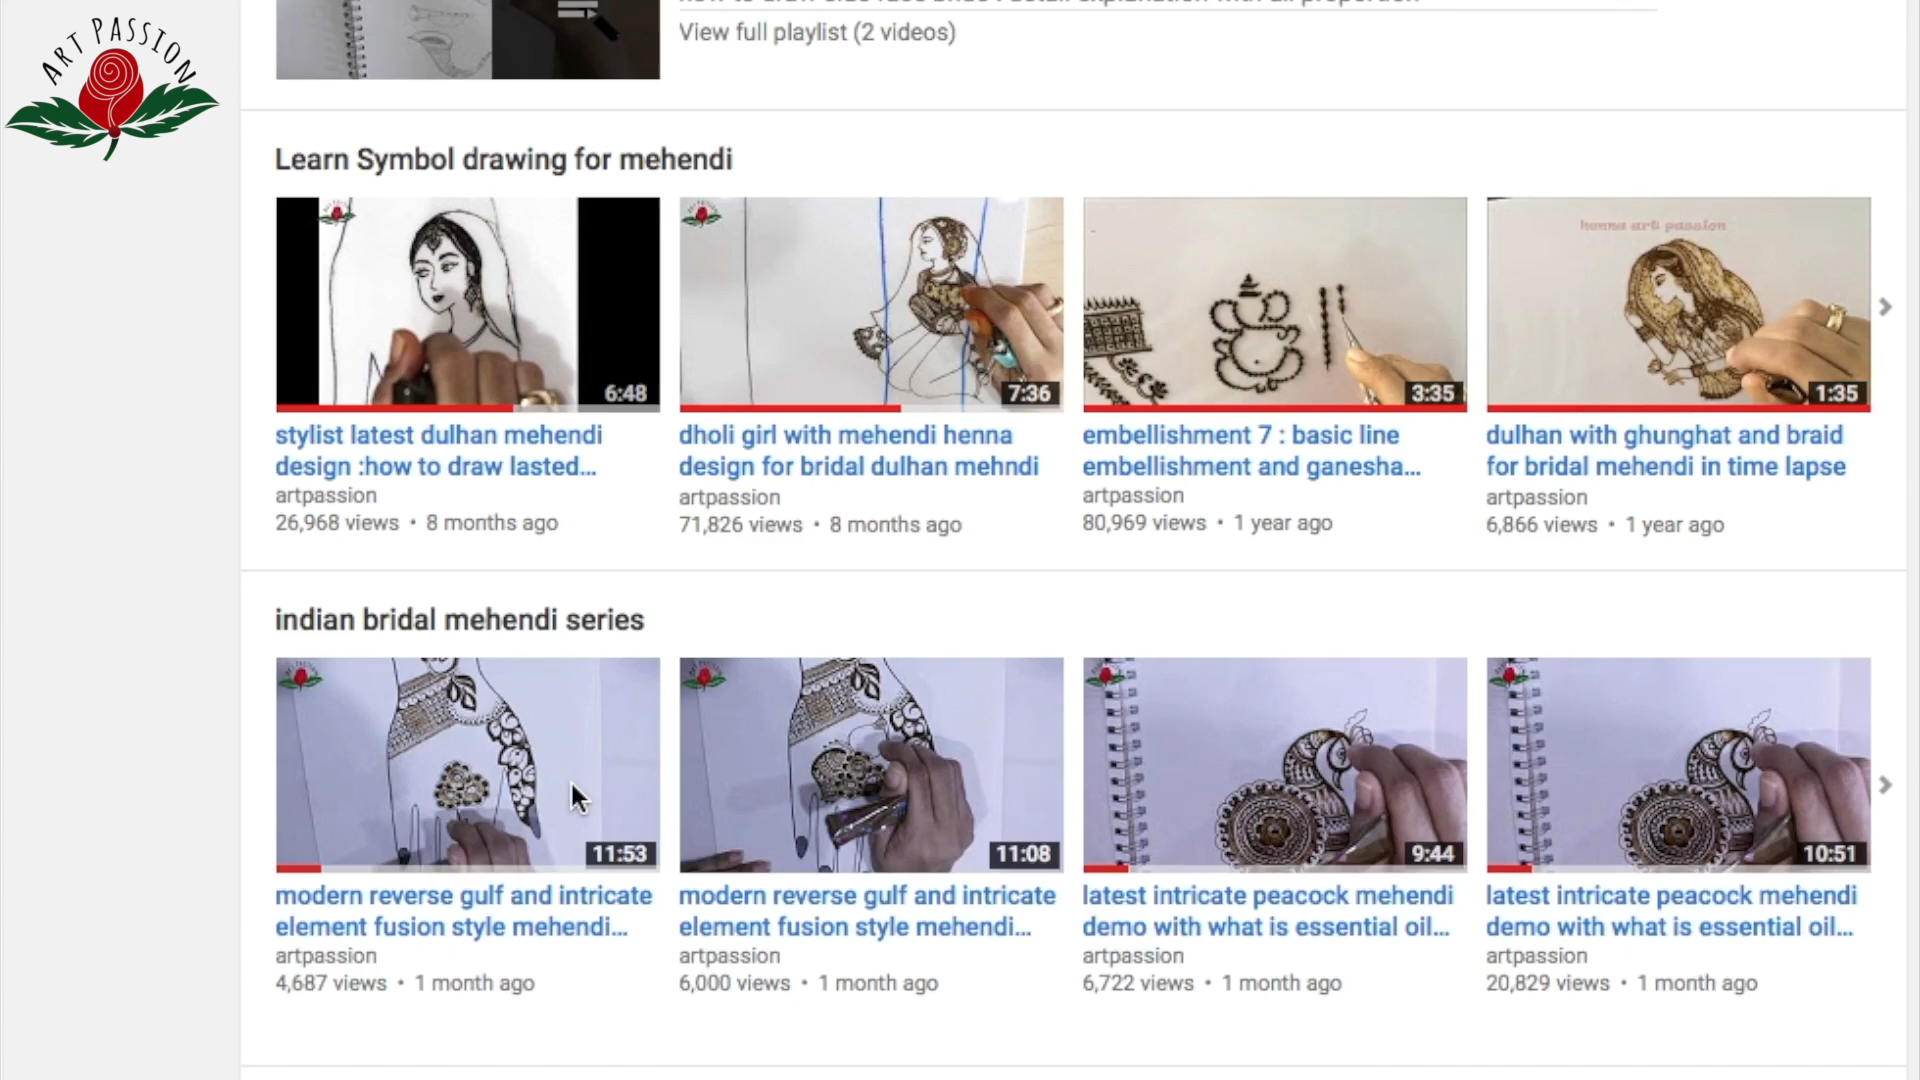 ART PASSION
View full playlist (2 videos)
Learn Symbol drawing for mehendi
henna art passion
6:48
7:36
3:35
1:35
stylist latest dulhan mehendi
design :how to draw lasted...
artpassion
26,968 views • 8 months ago
dholi girl with mehendi henna
design for bridal dulhan mehndi
artpassion
71,826 views • 8 months ago
embellishment 7 : basic line
embellishment and ganesha...
artpassion
80,969 views • 1 year ago
dulhan with ghunghat and braid
for bridal mehendi in time lapse
artpassion
6,866 views • 1 year ago
indian bridal mehendi series
11:53
11:08
9:44
10:51
modern reverse gulf and intricate
element fusion style mehendi...
artpassion
4,687 views • 1 month ago
modern reverse gulf and intricate
element fusion style mehendi...
artpassion
6,000 views • 1 month ago
latest intricate peacock mehendi
demo with what is essential oil...
artpassion
6,722 views • 1 month ago
latest intricate peacock mehendi
demo with what is essential oil...
artpassion
20,829 views • 1 month ago